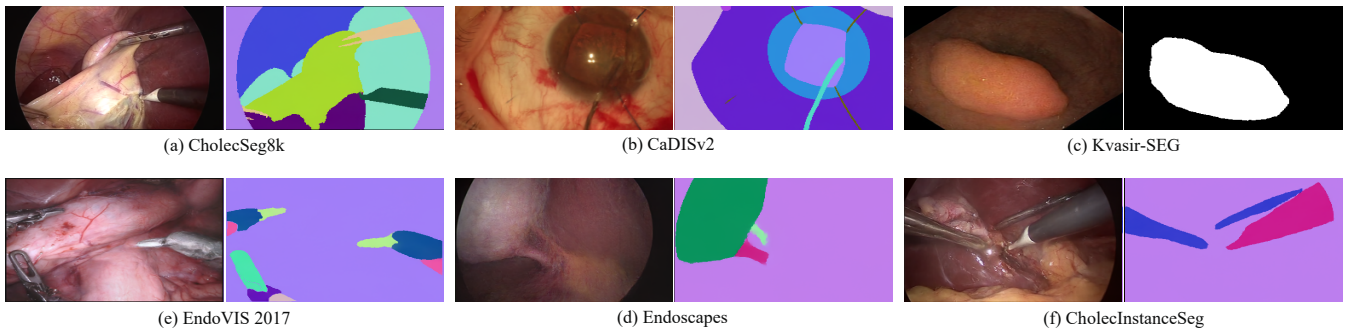 (a) CholecSeg8k
(b) CaDISv2
(c) Kvasir-SEG
(e) EndoVIS 2017
(d) Endoscapes
(f) CholecInstanceSeg